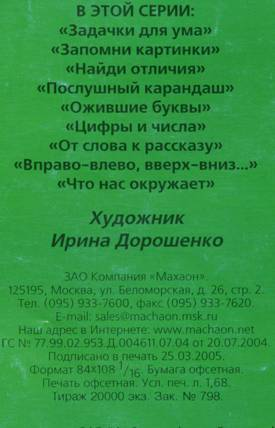 В ЭТОЙ СЕРИИ:
«Задачки для ума»
«Запомни картинки»
«Найди отличия»
«Послушный карандаш»
«Ожившие буквы»
«Цифры и числа»
«От слова к рассказу»
«Вправо–влево, вверх–вниз...»
«Что нас окружает»
Художник
Ирина Дорошенко
ЗАО Компания «Махаон».
125195, Москва, ул. Беломорская, д. 26, стр. 2.
Тел. (095) 933-7600, факс (095) 933-7620.
E-mail: sales@machaon.msk.ru
Наш адрес в Интернете: www.machaon.net
ГС № 77.99.02.953.Д.004611.07.04 от 20.07.2004.
Подписано в печать 25.03.2005.
Формат 84×108 1/16. Бумага офсетная.
Печать офсетная. Усл. печ. л. 1,68.
Тираж 20000 экз. Зак. № 798.